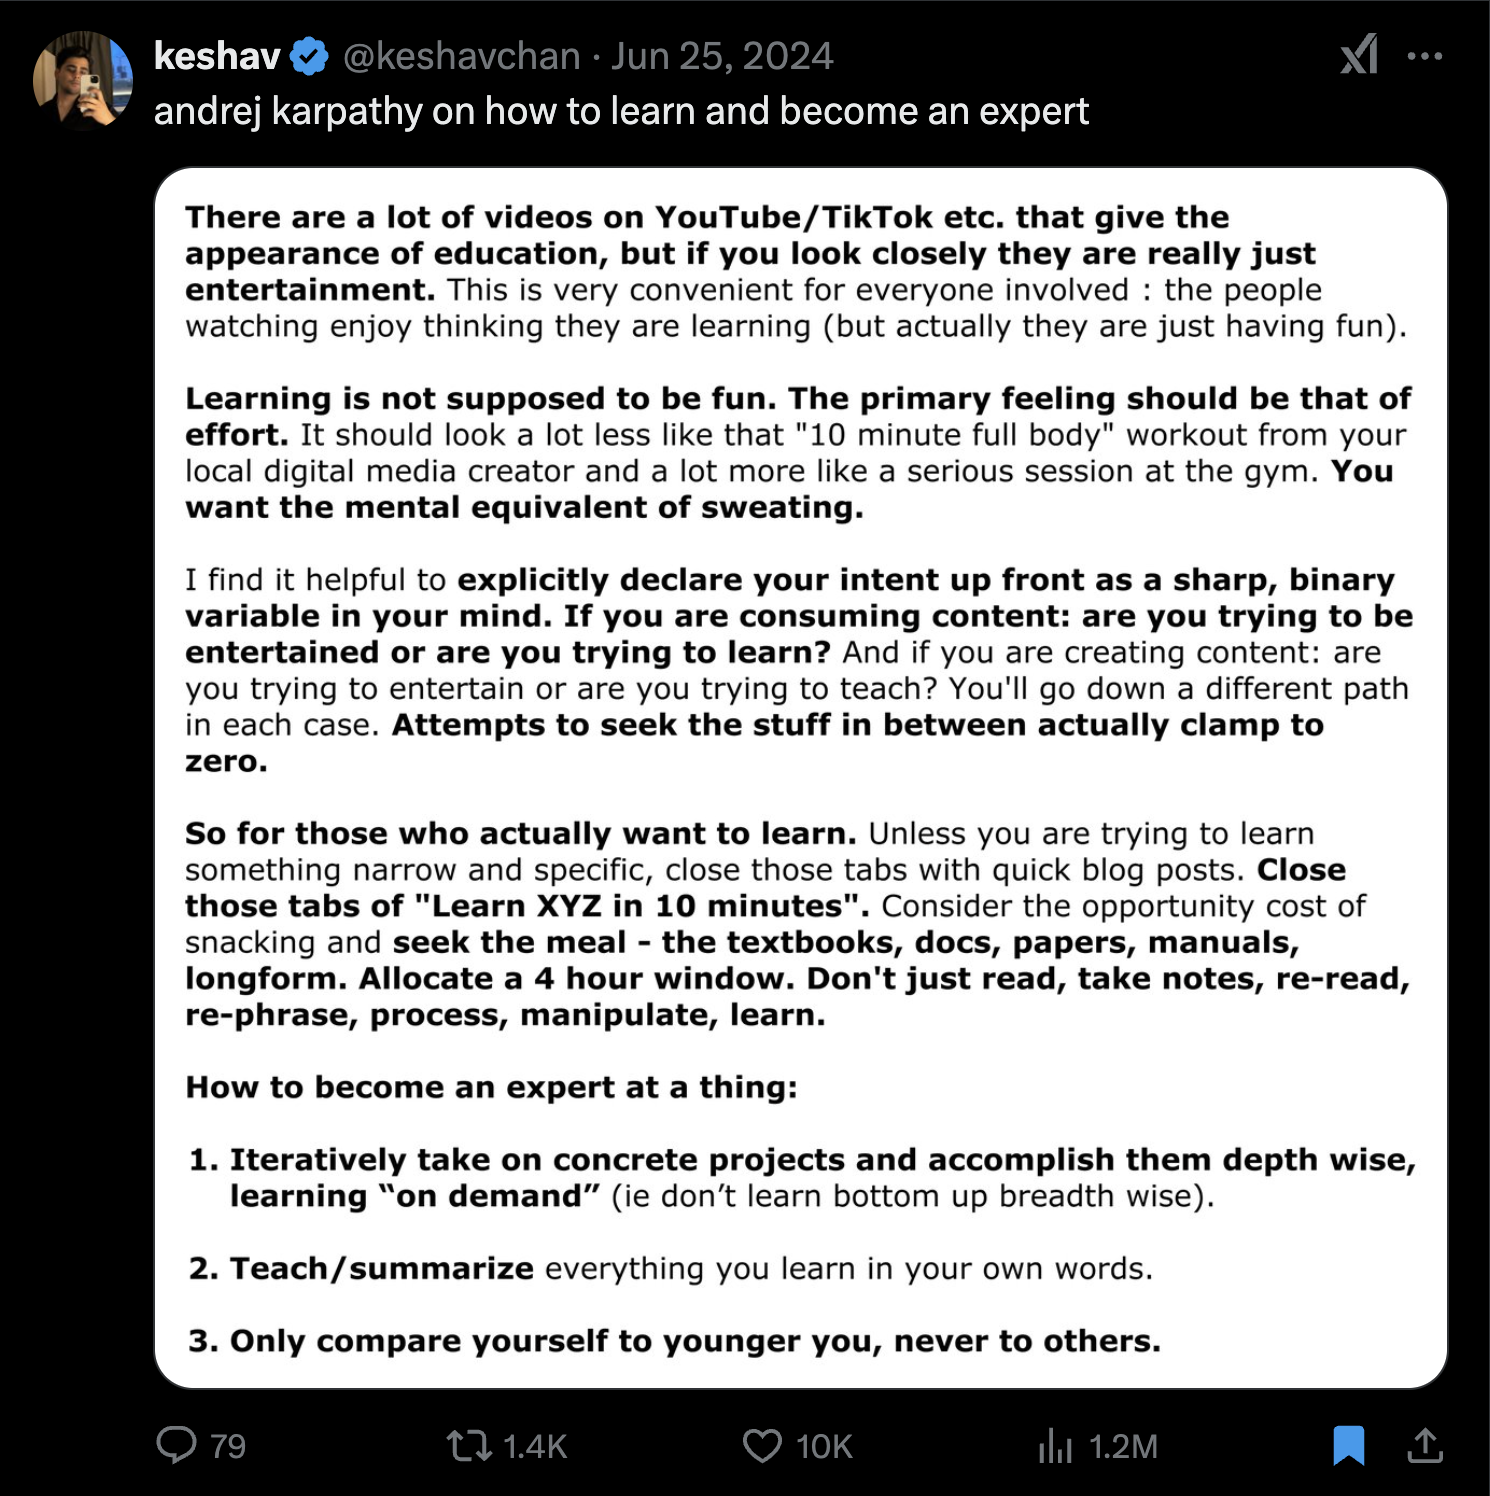 keshav @keshavchan · Jun 25, 2024
andrej karpathy on how to learn and become an expert
There are a lot of videos on YouTube/TikTok etc. that give the
appearance of education, but if you look closely they are really just
entertainment. This is very convenient for everyone involved : the people
watching enjoy thinking they are learning (but actually they are just having fun).
Learning is not supposed to be fun. The primary feeling should be that of
effort. It should look a lot less like that "10 minute full body" workout from your
local digital media creator and a lot more like a serious session at the gym. You
want the mental equivalent of sweating.
I find it helpful to explicitly declare your intent up front as a sharp, binary
variable in your mind. If you are consuming content: are you trying to be
entertained or are you trying to learn? And if you are creating content: are
you trying to entertain or are you trying to teach? You'll go down a different path
in each case. Attempts to seek the stuff in between actually clamp to
zero.
So for those who actually want to learn. Unless you are trying to learn
something narrow and specific, close those tabs with quick blog posts. Close
those tabs of "Learn XYZ in 10 minutes". Consider the opportunity cost of
snacking and seek the meal - the textbooks, docs, papers, manuals,
longform. Allocate a 4 hour window. Don't just read, take notes, re-read,
re-phrase, process, manipulate, learn.
How to become an expert at a thing:
1. Iteratively take on concrete projects and accomplish them depth wise,
learning “on demand” (ie don’t learn bottom up breadth wise).
2. Teach/summarize everything you learn in your own words.
3. Only compare yourself to younger you, never to others.
79 1.4K 10K 1.2M